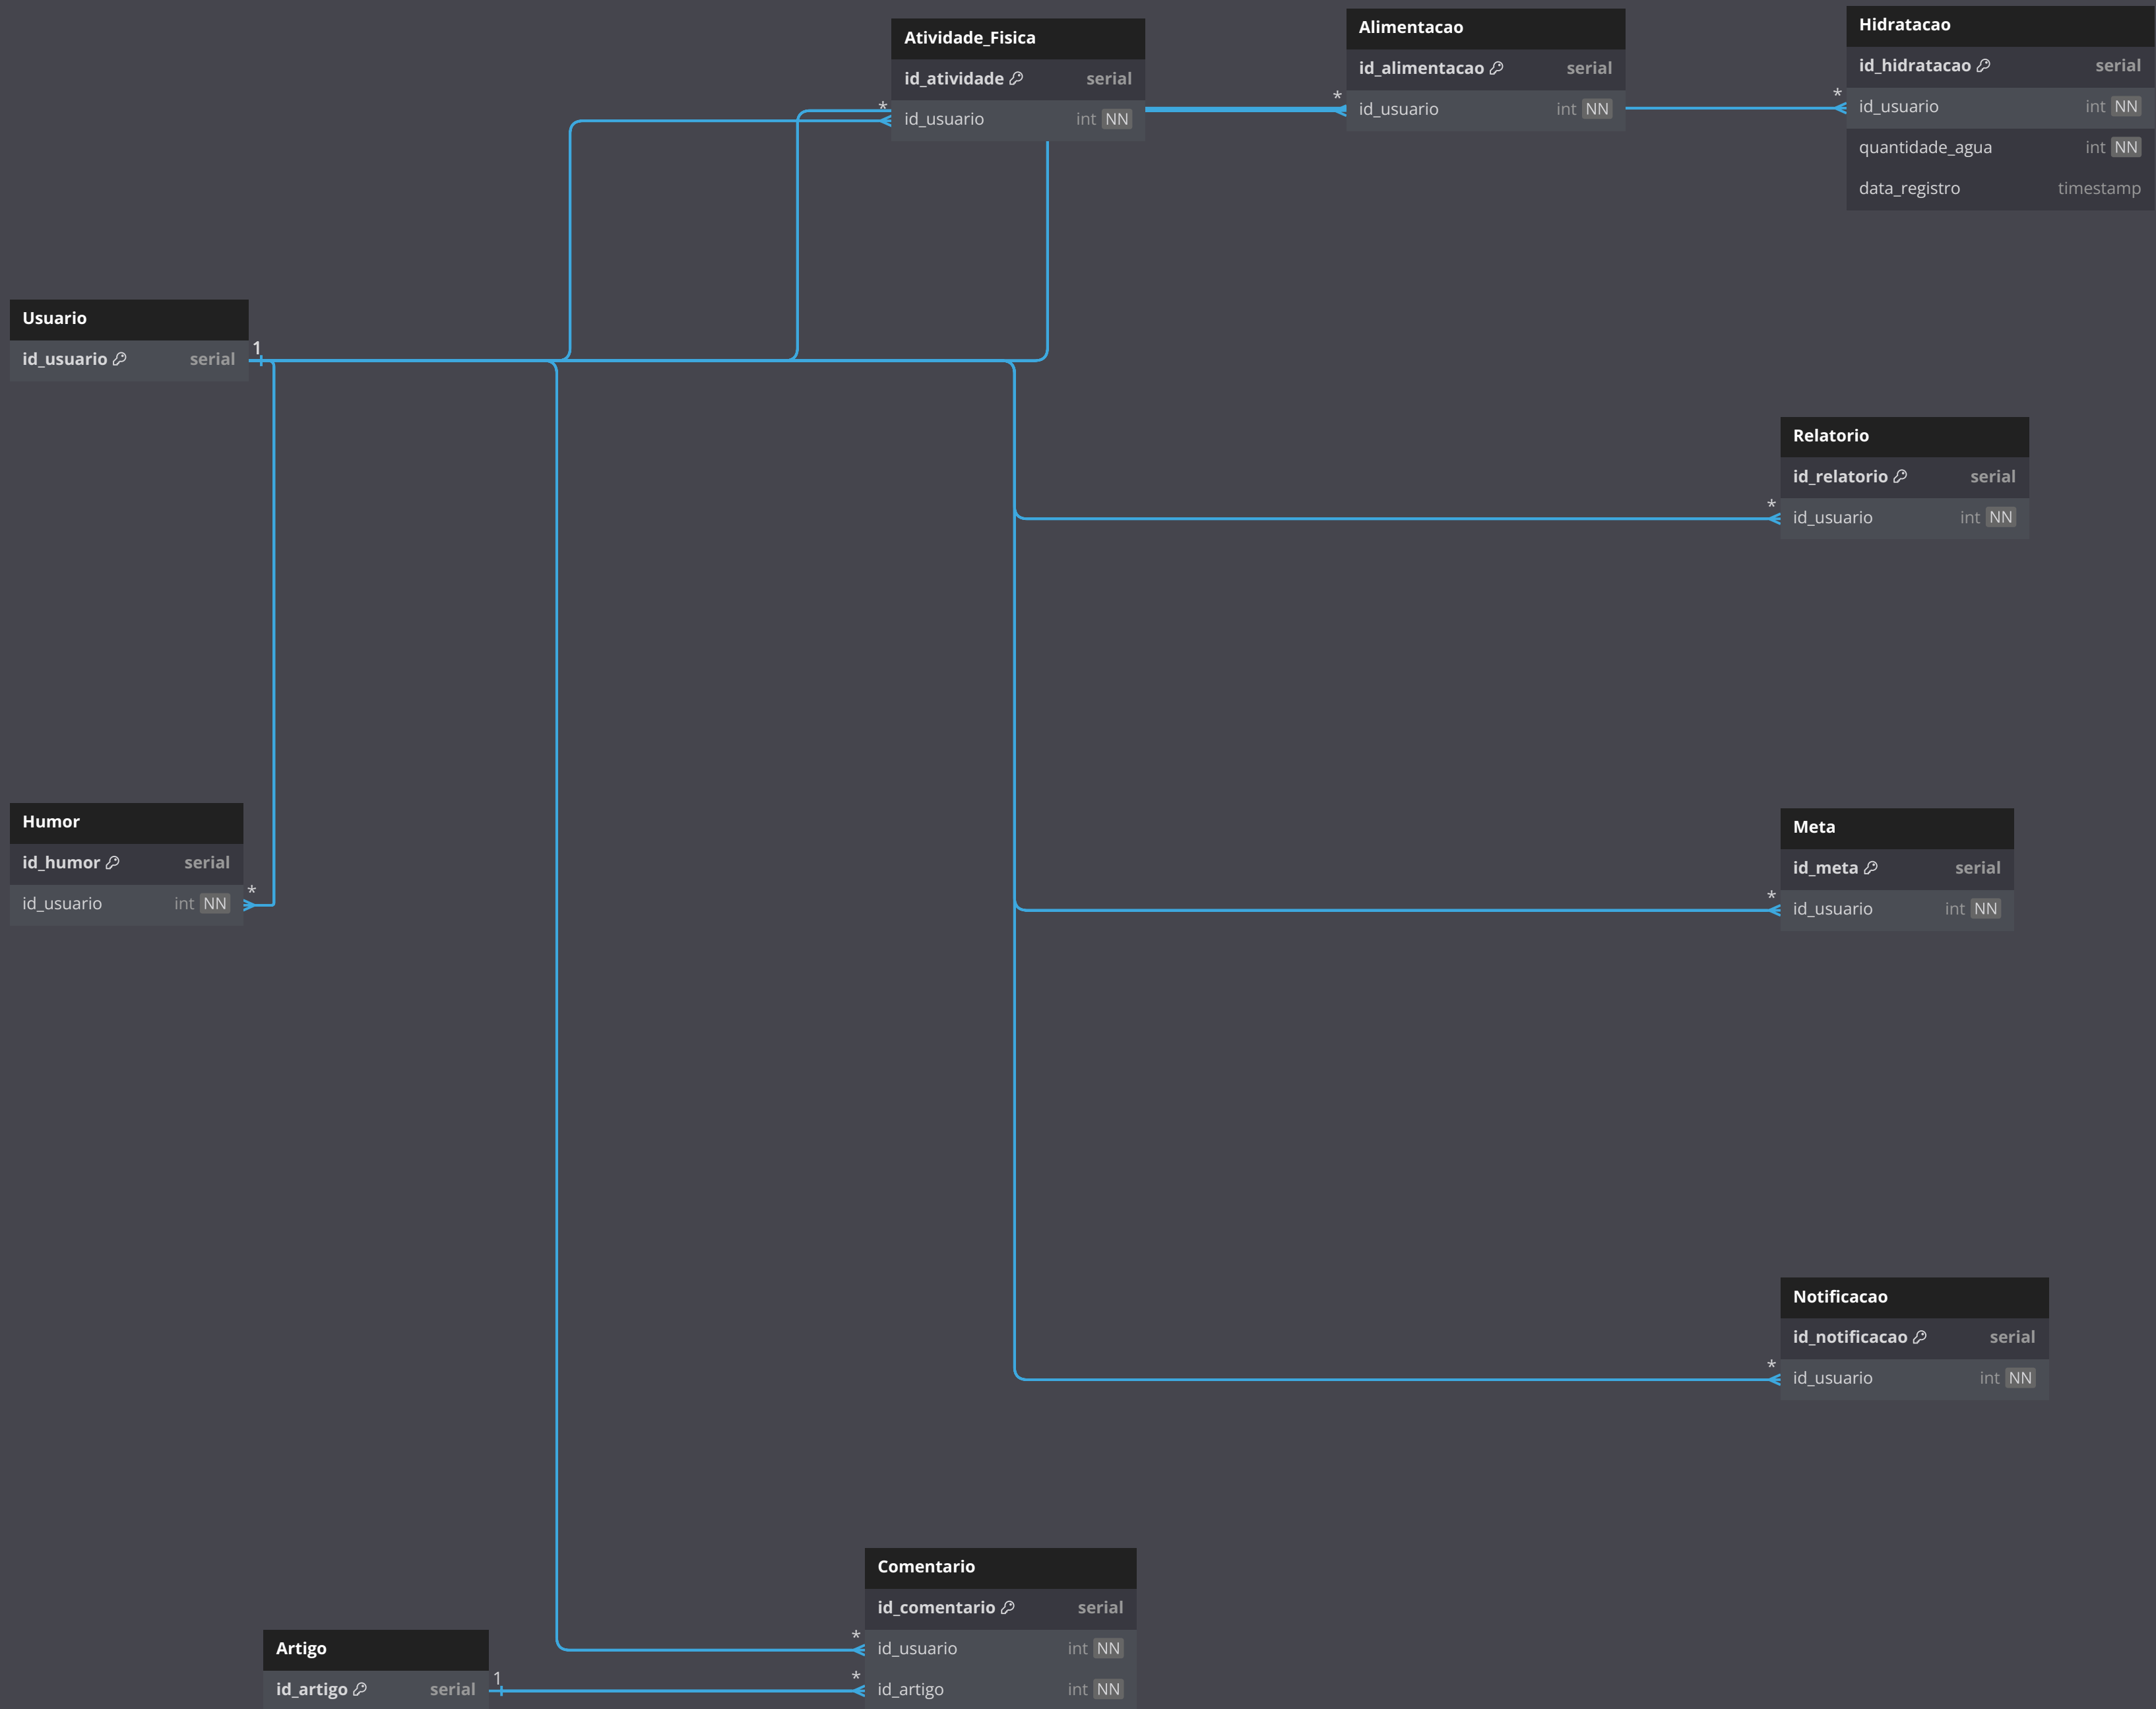 Atividade_Fisica
id_atividade serial
* id_usuario int NN
Alimentacao
id_alimentacao serial
* id_usuario int NN
Hidratacao
id_hidratacao serial
* id_usuario int NN
quantidade_agua int NN
data_registro timestamp
Usuario
id_usuario serial 1
Relatorio
id_relatorio serial
* id_usuario int NN
Humor
id_humor serial
id_usuario int NN *
Meta
id_meta serial
* id_usuario int NN
Notificacao
id_notificacao serial
* id_usuario int NN
Comentario
id_comentario serial
* id_usuario int NN
* id_artigo int NN
Artigo
id_artigo serial 1